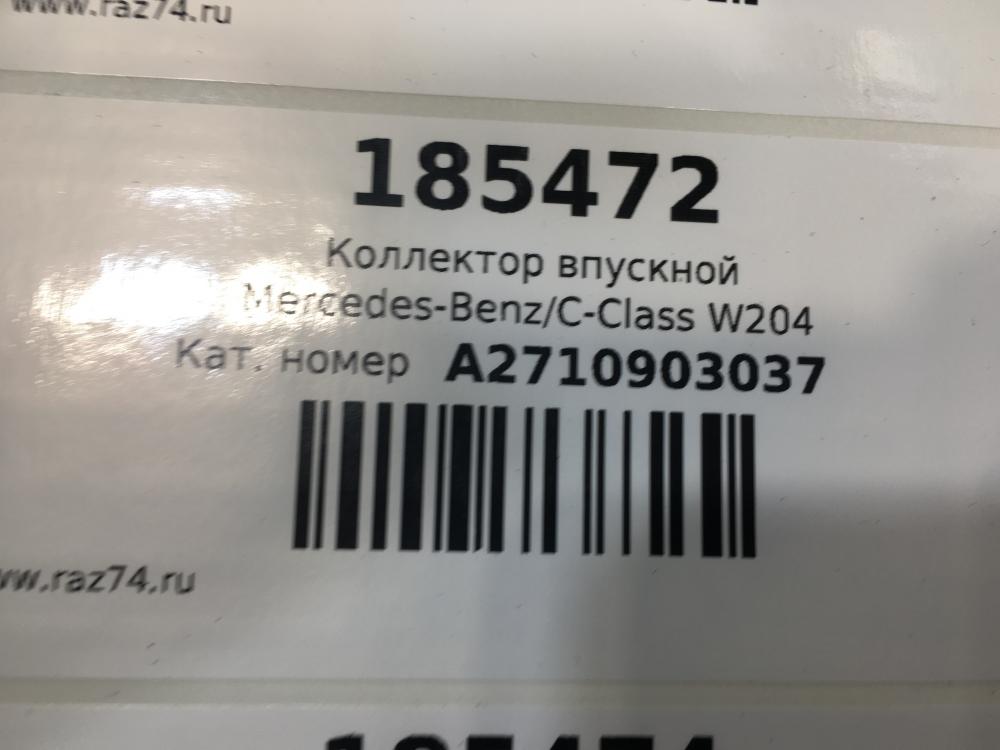 www.raz74.ru
185472
Коллектор впускной
Mercedes-Benz/C-Class W204
Кат. номер A2710903037
www.raz74.ru